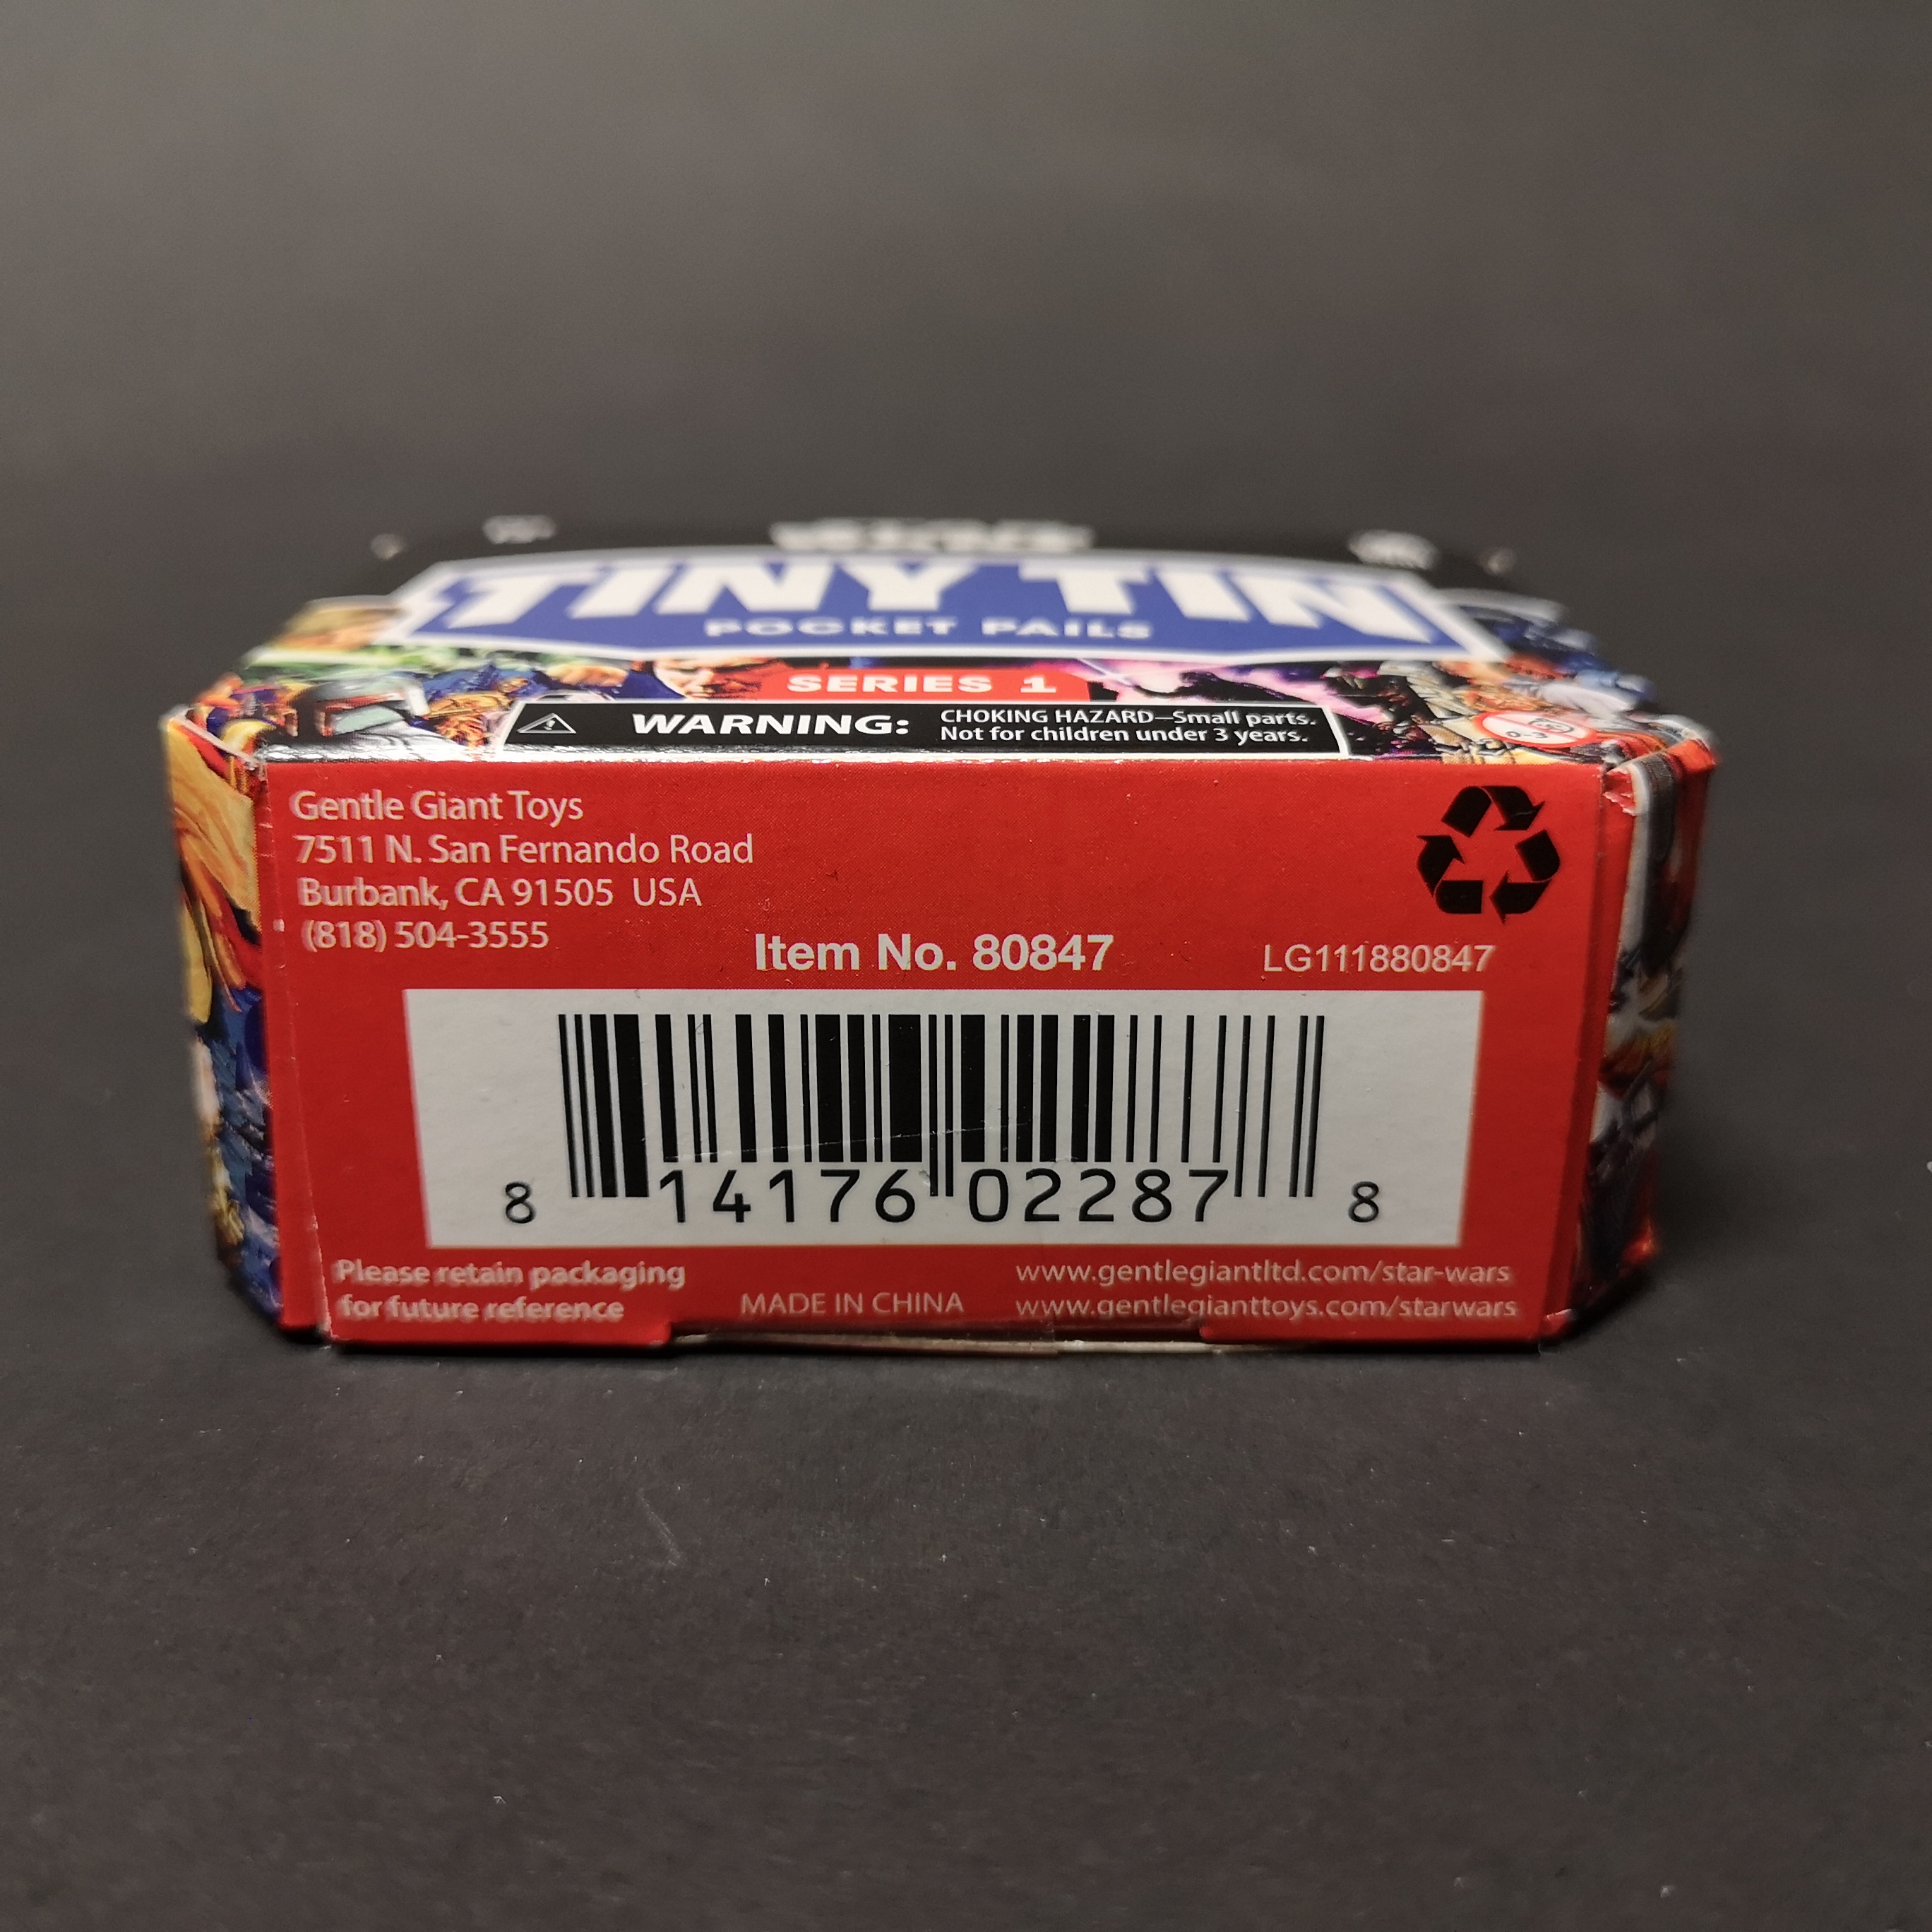 TINY TIN
POCKET PAILS
SERIES 1
WARNING: CHOKING HAZARD—Small parts.
Not for children under 3 years.
0-3
Gentle Giant Toys
7511 N. San Fernando Road
Burbank, CA 91505 USA
(818) 504-3555
Item No. 80847
LG111880847
8 14176 02287 8
Please retain packaging
for future reference
MADE IN CHINA
www.gentlegiantltd.com/star-wars
www.gentlegianttoys.com/starwars